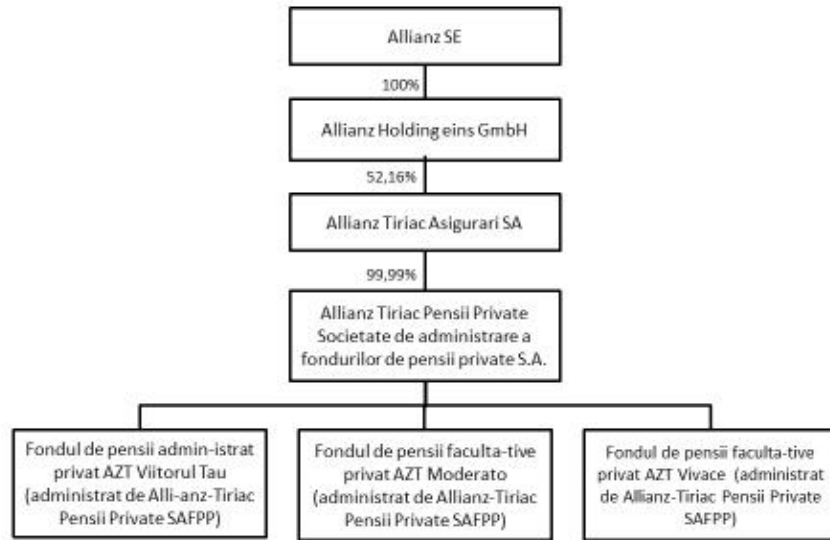 Allianz SE
100%
Allianz Holding eins GmbH
52,16%
Allianz Tiriac Asigurari SA
99,99%
Allianz Tiriac Pensii Private
Societate de administrare a
fondurilor de pensii private S.A.
Fondul de pensii admin-istrat
privat AZT Viitorul Tau
(administrat de Alli-anz-Tiriac
Pensii Private SAFPP)
Fondul de pensii faculta-tive
privat AZT Moderato
(administrat de Allianz-Tiriac
Pensii Private SAFPP)
Fondul de pensii faculta-tive
privat AZT Vivace (administrat
de Allianz-Tiriac Pensii Private
SAFPP)